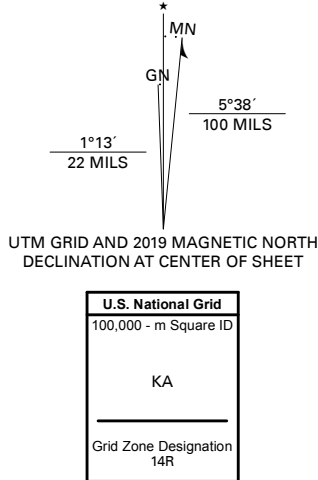 MN
GN
5°38´
100 MILS
1°13´
22 MILS
UTM GRID AND 2019 MAGNETIC NORTH
DECLINATION AT CENTER OF SHEET
U.S. National Grid
100,000 - m Square ID
KA
Grid Zone Designation
14R